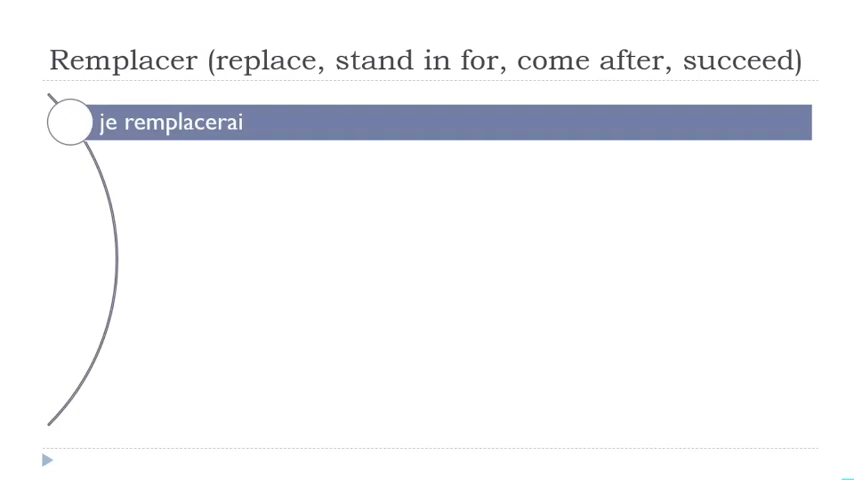 Remplacer (replace, stand in for, come after, succeed)
je remplacerai